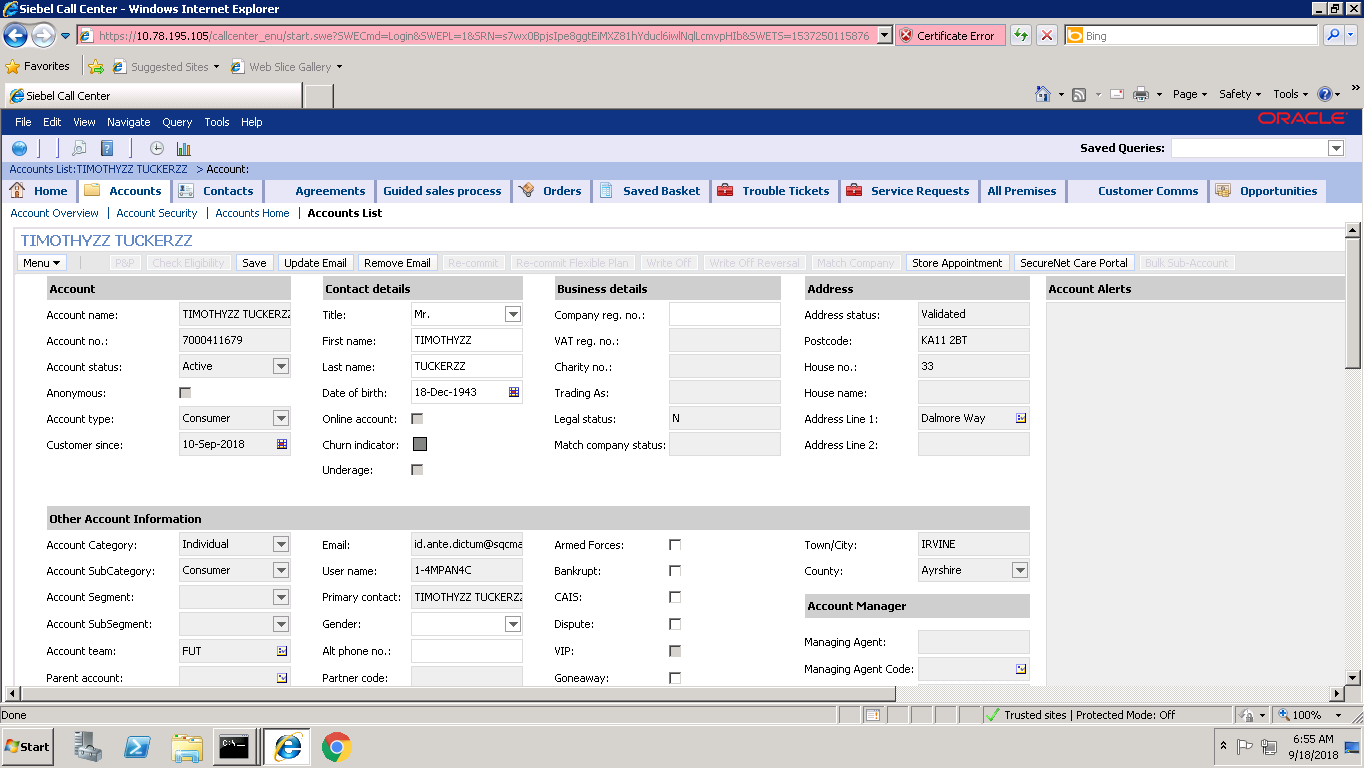 Siebel Call Center - Windows Internet Explorer
https://10.78.195.105/callcenter_enu/start.swe?SWECmd=Login&SWEPL=1&SRN=s7wx0BpjsIpe8ggtEiMXZ81hYducl6iwlNqlLcmvpHIb&SWETS=1537250115876 Certificate Error Bing
Favorites Suggested Sites Web Slice Gallery
Siebel Call Center Page Safety Tools
File Edit View Navigate Query Tools Help ORACLE
Saved Queries:
Accounts List:TIMOTHYZZ TUCKERZZ > Account:
Home Accounts Contacts Agreements Guided sales process Orders Saved Basket Trouble Tickets Service Requests All Premises Customer Comms Opportunities
Account Overview | Account Security | Accounts Home | Accounts List
TIMOTHYZZ TUCKERZZ
Menu P&P Check Eligibility Save Update Email Remove Email Re-commit Re-commit Flexible Plan Write Off Write Off Reversal Match Company Store Appointment SecureNet Care Portal Bulk Sub-Account
Account Contact details Business details Address Account Alerts
Account name: TIMOTHYZZ TUCKERZZ Title: Mr. Company reg. no.: Address status: Validated
Account no.: 7000411679 First name: TIMOTHYZZ VAT reg. no.: Postcode: KA11 2BT
Account status: Active Last name: TUCKERZZ Charity no.: House no.: 33
Anonymous: Date of birth: 18-Dec-1943 Trading As: House name:
Account type: Consumer Online account: Legal status: N Address Line 1: Dalmore Way
Customer since: 10-Sep-2018 Churn indicator: Match company status: Address Line 2:
Underage:
Other Account Information
Account Category: Individual Email: id.ante.dictum@sqcma Armed Forces: Town/City: IRVINE
Account SubCategory: Consumer User name: 1-4MPAN4C Bankrupt: County: Ayrshire
Account Segment: Primary contact: TIMOTHYZZ TUCKERZZ CAIS: Account Manager
Account SubSegment: Gender: Dispute:
Account team: FUT Alt phone no.: VIP: Managing Agent:
Parent account: Partner code: Goneaway: Managing Agent Code:
Done Trusted sites | Protected Mode: Off 100%
Start 6:55 AM
9/18/2018